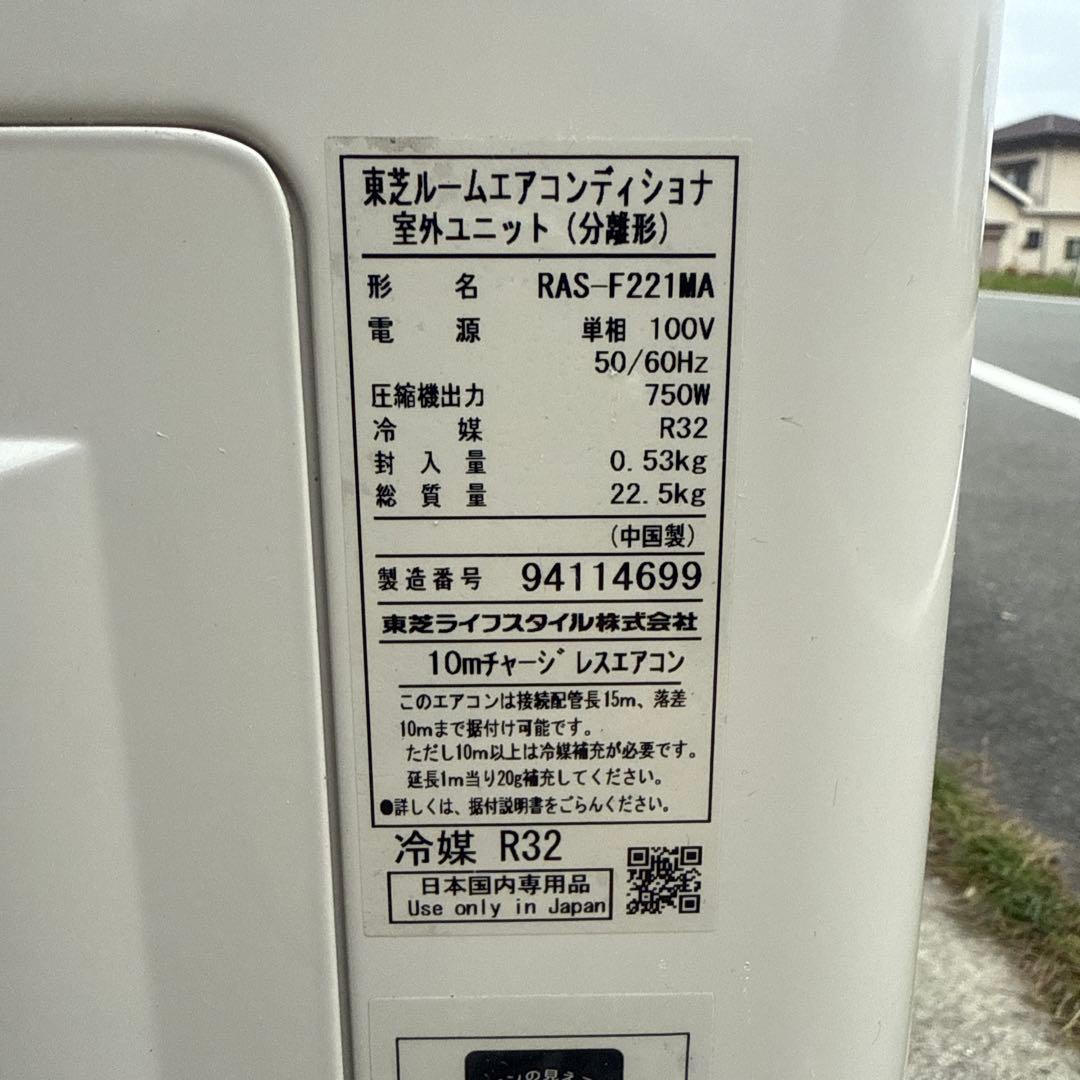 東芝ルームエアコンディショナ
室外ユニット（分離形）
形名 RAS-F221MA
電源 単相 100V
50/60Hz
圧縮機出力 750W
冷媒 R32
封入量 0.53kg
総質量 22.5kg
（中国製）
製造番号 94114699
東芝ライフスタイル株式会社
10mチャージレスエアコン
このエアコンは接続配管長15m、落差
10mまで据付け可能です。
ただし10m以上は冷媒補充が必要です。
延長1m当り20g補充してください。
●詳しくは、据付説明書をごらんください。
冷媒 R32
日本国内専用品
Use only in Japan